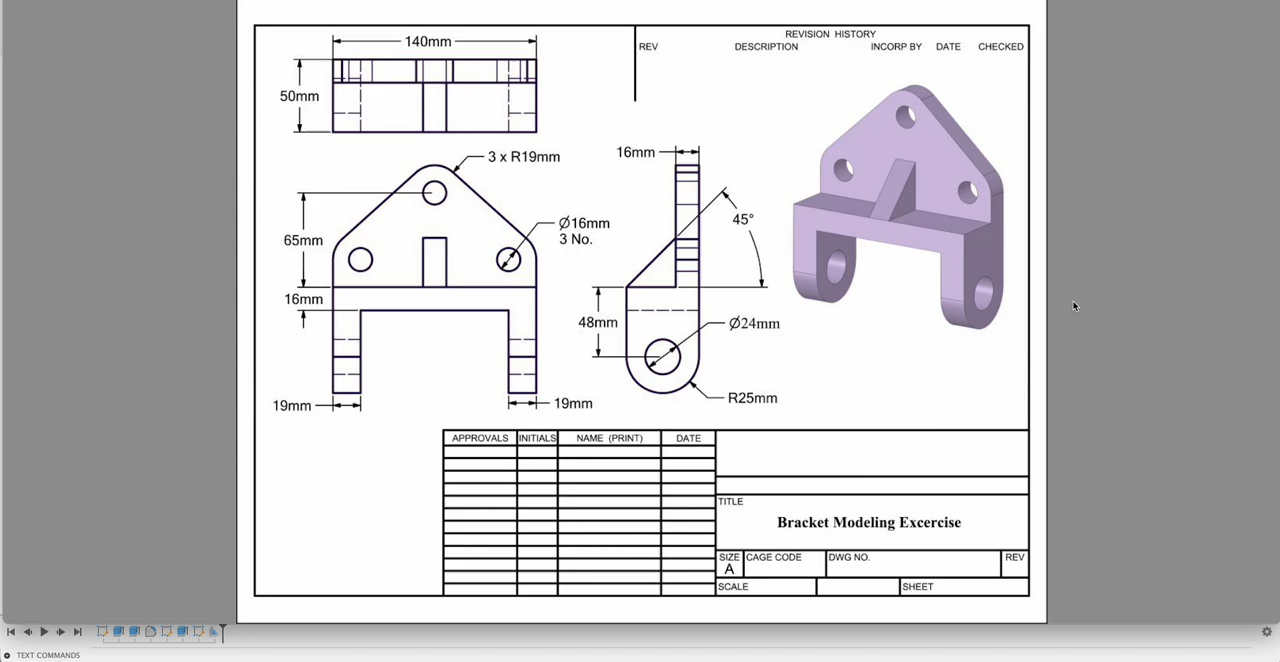 REVISION HISTORY
REV DESCRIPTION INCORP BY DATE CHECKED
140mm
50mm
3 x R19mm
16mm
Ø16mm
3 No.
45°
65mm
16mm
48mm
Ø24mm
19mm
19mm
R25mm
APPROVALS INITIALS NAME (PRINT) DATE
TITLE
Bracket Modeling Excercise
SIZE CAGE CODE DWG NO. REV
A
SCALE SHEET
TEXT COMMANDS